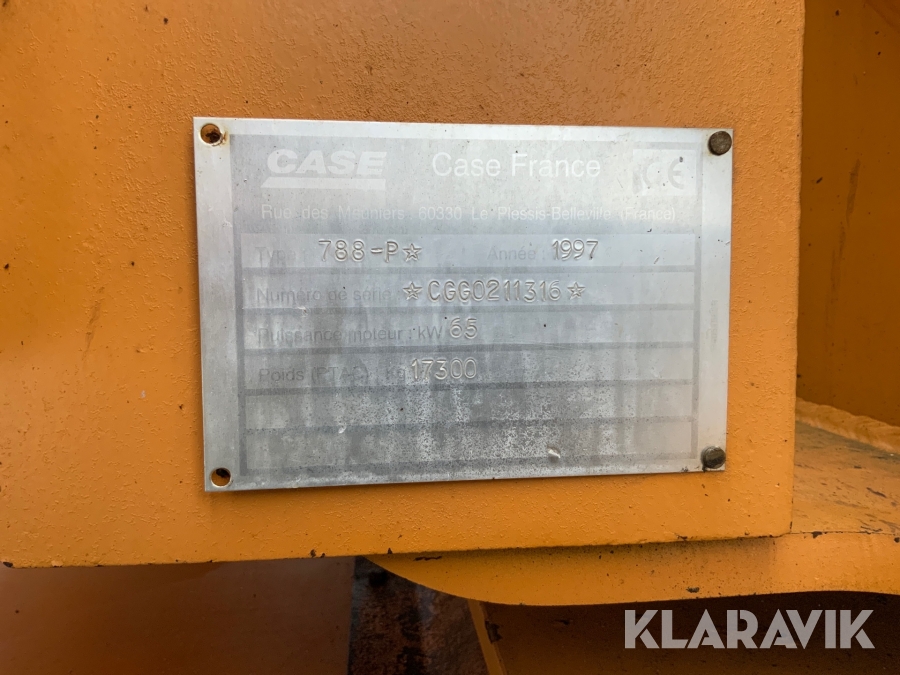 CASE Case France CE
Rue des Meuniers : 60330 Le Plessis-Belleville (France)
Type 788-P☆ Année : 1997
Numéro de série : ☆CGG0211316☆
Puissance moteur : kW 65
Poids (PTAC) : Kg 17300
KLARAVIK